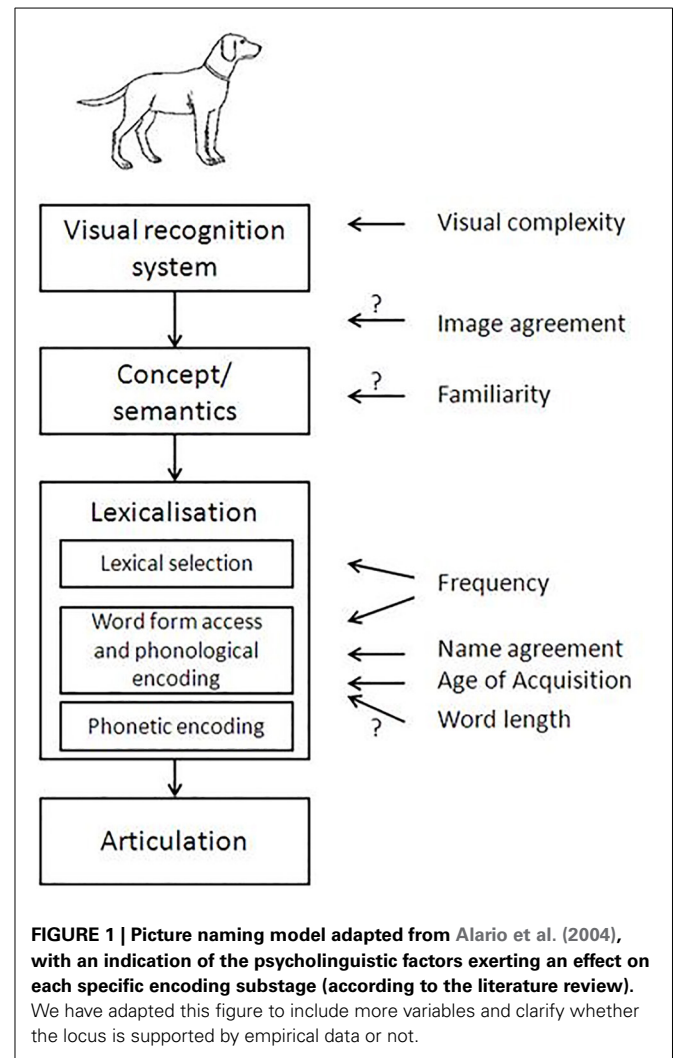 Visual recognition
system
Visual complexity
?
Image agreement
Concept/
semantics
?
Familiarity
Lexicalisation
Lexical selection
Frequency
Word form access
and phonological
encoding
Name agreement
Age of Acquisition
Word length
?
Phonetic encoding
Articulation
FIGURE 1 | Picture naming model adapted from Alario et al. (2004),
with an indication of the psycholinguistic factors exerting an effect on
each specific encoding substage (according to the literature review).
We have adapted this figure to include more variables and clarify whether
the locus is supported by empirical data or not.